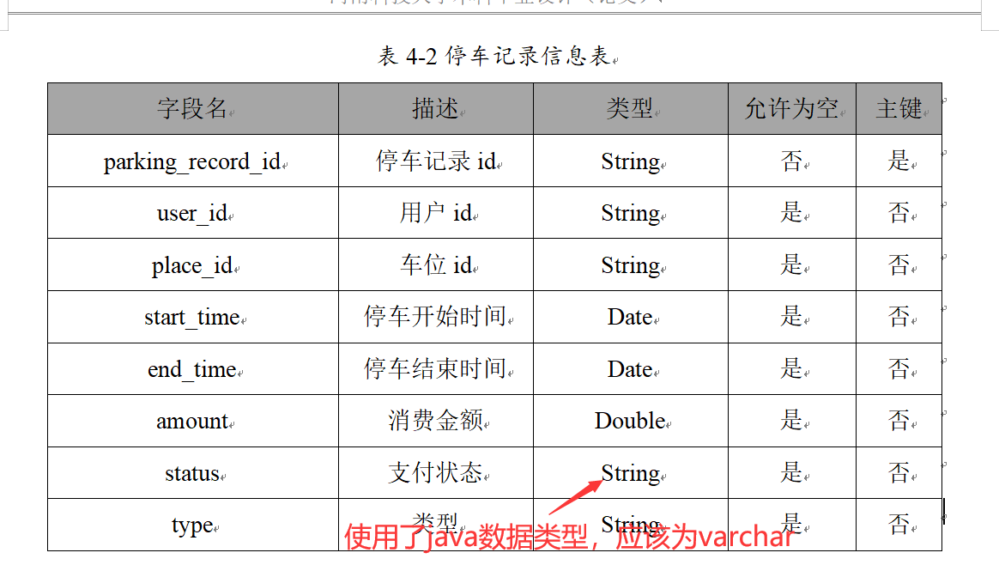 表 4-2 停车记录信息表
字段名 描述 类型 允许为空 主键
parking_record_id 停车记录 id String 否 是
user_id 用户 id String 是 否
place_id 车位 id String 是 否
start_time 停车开始时间 Date 是 否
end_time 停车结束时间 Date 是 否
amount 消费金额 Double 是 否
status 支付状态 String 是 否
type 类型 String 是 否
使用了java数据类型，应该为varchar